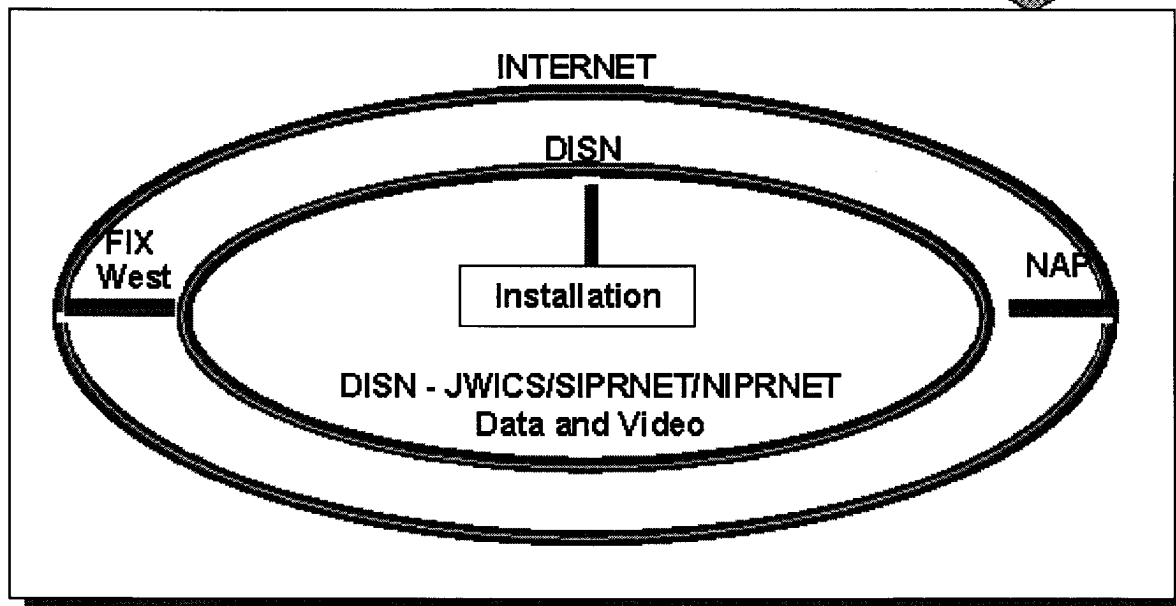 INTERNET
DISN
FIX
West
NAP
Installation
DISN - JWICS/SIPRNET/NIPRNET
Data and Video